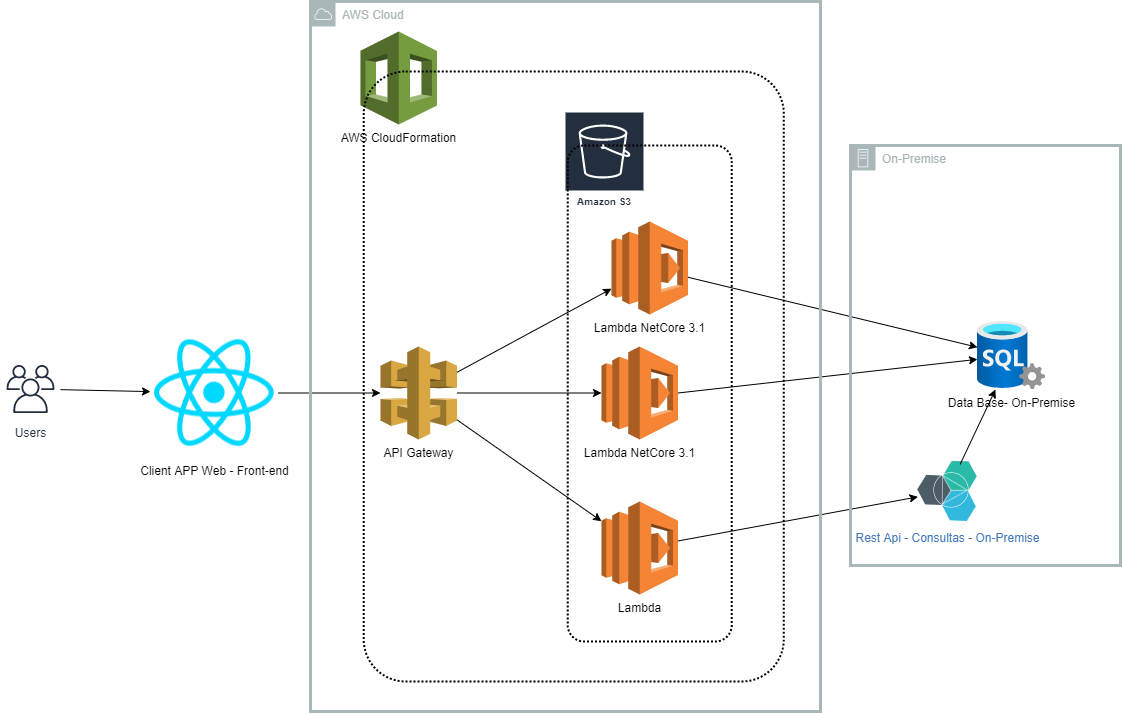 AWS Cloud
AWS CloudFormation
Amazon S3
On-Premise
Lambda NetCore 3.1
SQL
Data Base- On-Premise
Users
Client APP Web - Front-end
API Gateway
Lambda NetCore 3.1
Rest Api - Consultas - On-Premise
Lambda